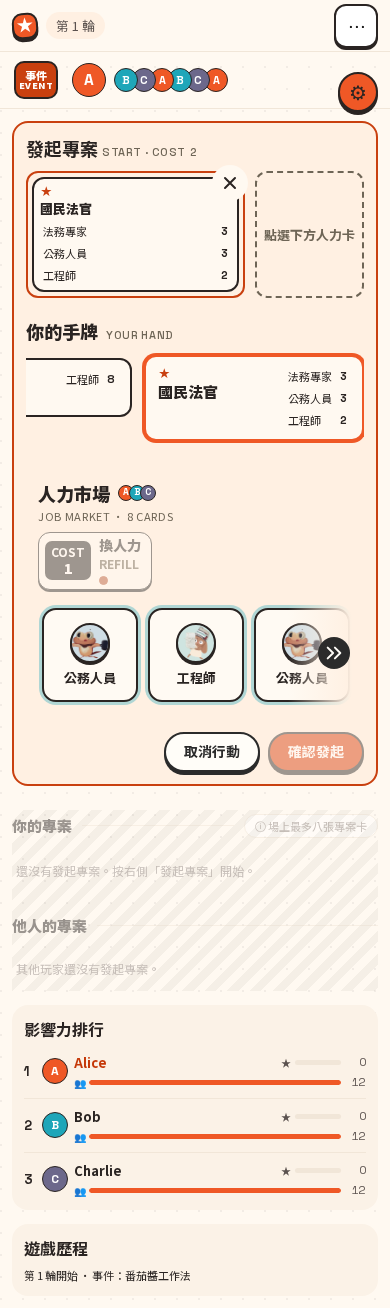 第 1 輪
事件
EVENT
A
B C A B C A
發起專案 START · COST 2
國民法官
法務專家 3
公務人員 3
工程師 2
點選下方人力卡
你的手牌 YOUR HAND
工程師 8
國民法官
法務專家 3
公務人員 3
工程師 2
人力市場 A B C
JOB MARKET · 8 CARDS
COST 1
換人力
REFILL
公務人員
工程師
公務人員
取消行動
確認發起
你的專案
場上最多八張專案卡
還沒有發起專案。按右側「發起專案」開始。
他人的專案
其他玩家還沒有發起專案。
影響力排行
1 A Alice 0
12
2 B Bob 0
12
3 C Charlie 0
12
遊戲歷程
第 1 輪開始 · 事件：番茄醬工作法